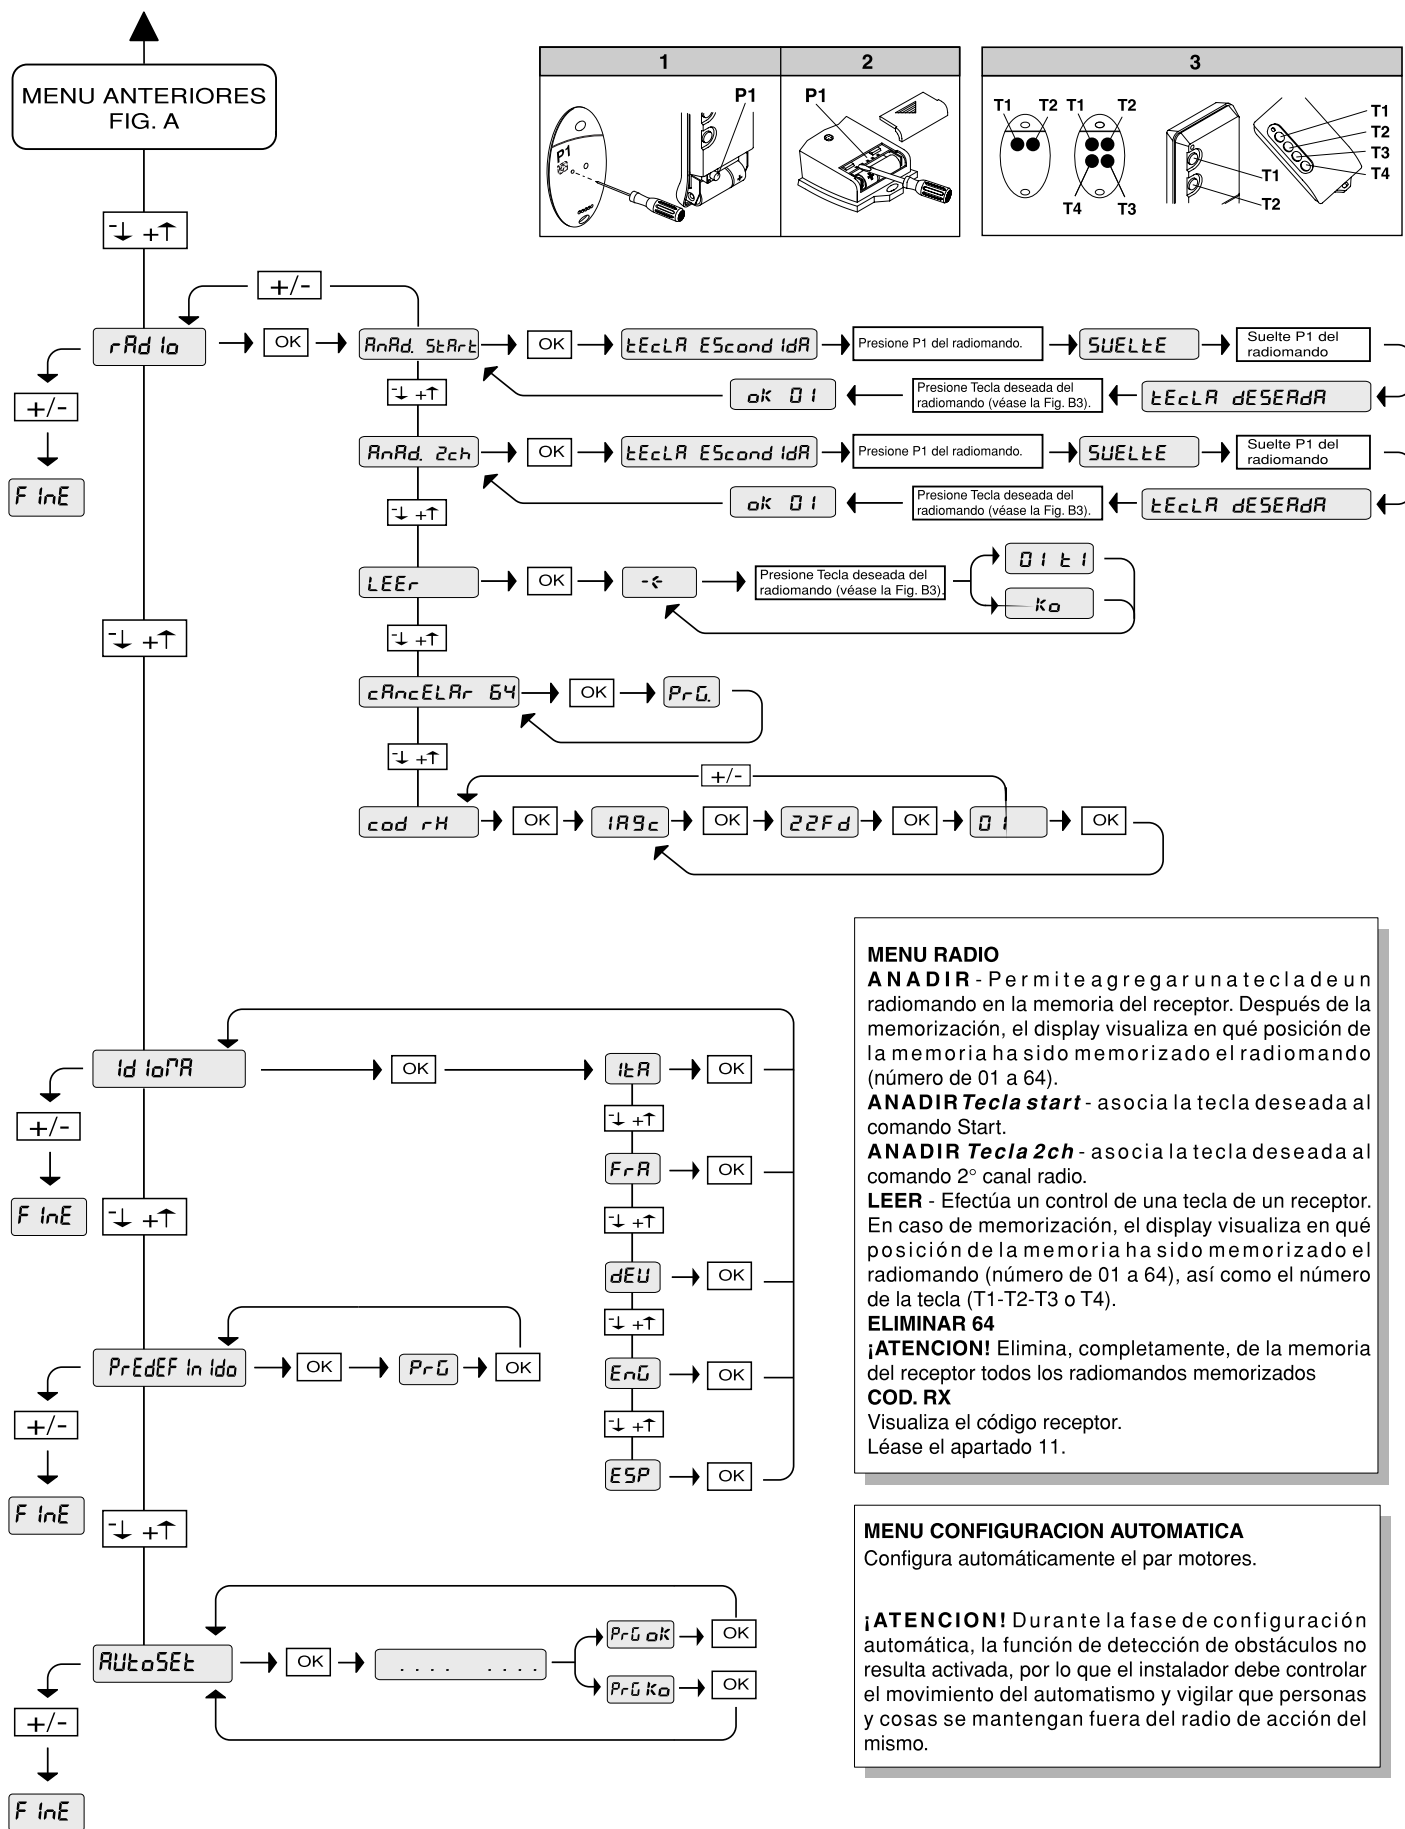 MENU ANTERIORES
FIG. A
1
2
3
P1
P1
P1
T1 T2 T1 T2
T4 T3
T1
T2
T1
T2
T3
T4
-↓ +↑
+/-
rAdIo
OK
AnAd. StArt
OK
tEcLA EScondIdA
Presione P1 del radiomando.
SUELtE
Suelte P1 del
radiomando
+/-
-↓ +↑
oK 01
Presione Tecla deseada del
radiomando (véase la Fig. B3).
tEcLA dESEAdA
FInE
AnAd. 2ch
OK
tEcLA EScondIdA
Presione P1 del radiomando.
SUELtE
Suelte P1 del
radiomando
-↓ +↑
oK 01
Presione Tecla deseada del
radiomando (véase la Fig. B3).
tEcLA dESEAdA
LEEr
OK
-<-
Presione Tecla deseada del
radiomando (véase la Fig. B3).
01 t1
Ko
-↓ +↑
-↓ +↑
cAncELAr 64
OK
PrG.
-↓ +↑
+/-
cod rX
OK
1A9c
OK
22Fd
OK
01
OK
MENU RADIO
ANADIR - Permite agregar una tecla de un
radiomando en la memoria del receptor. Después de la
memorización, el display visualiza en qué posición de
la memoria ha sido memorizado el radiomando
(número de 01 a 64).
ANADIR Tecla start - asocia la tecla deseada al
comando Start.
ANADIR Tecla 2ch - asocia la tecla deseada al
comando 2° canal radio.
LEER - Efectúa un control de una tecla de un receptor.
En caso de memorización, el display visualiza en qué
posición de la memoria ha sido memorizado el
radiomando (número de 01 a 64), así como el número
de la tecla (T1-T2-T3 o T4).
ELIMINAR 64
¡ATENCION! Elimina, completamente, de la memoria
del receptor todos los radiomandos memorizados
COD. RX
Visualiza el código receptor.
Léase el apartado 11.
IdIoMA
OK
ItA
OK
+/-
-↓ +↑
FrA
OK
FInE
-↓ +↑
-↓ +↑
dEU
OK
-↓ +↑
PrEdEFInIdo
OK
PrG
OK
EnG
OK
+/-
-↓ +↑
ESP
OK
FInE
-↓ +↑
MENU CONFIGURACION AUTOMATICA
Configura automáticamente el par motores.
¡ATENCION! Durante la fase de configuración
automática, la función de detección de obstáculos no
resulta activada, por lo que el instalador debe controlar
el movimiento del automatismo y vigilar que personas
y cosas se mantengan fuera del radio de acción del
mismo.
AUtoSEt
OK
.... ....
PrG oK
OK
PrG Ko
OK
+/-
FInE